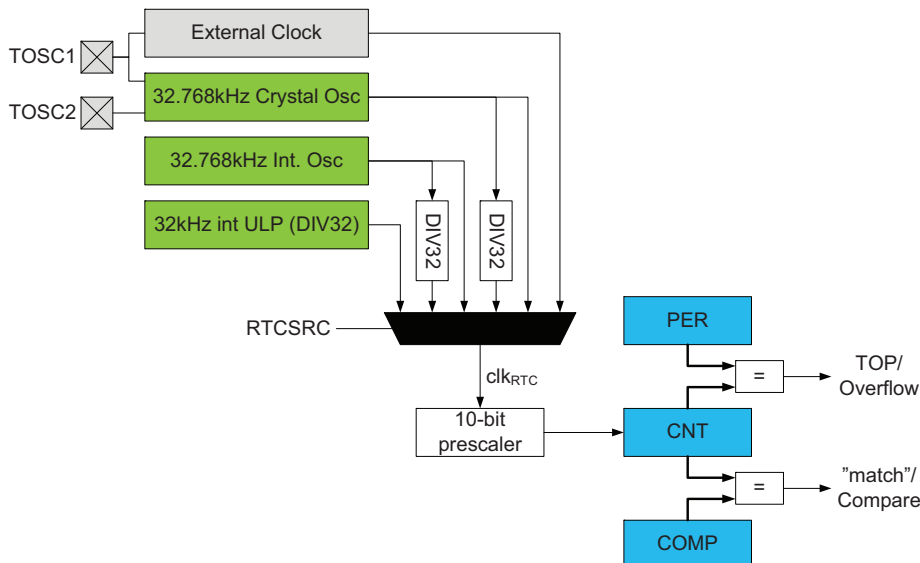 External Clock
TOSC1
32.768kHz Crystal Osc
TOSC2
32.768kHz Int. Osc
32kHz int ULP (DIV32)
DIV32
DIV32
RTCSRC
PER
clkRTC
=
TOP/
Overflow
10-bit
prescaler
CNT
=
”match”/
Compare
COMP